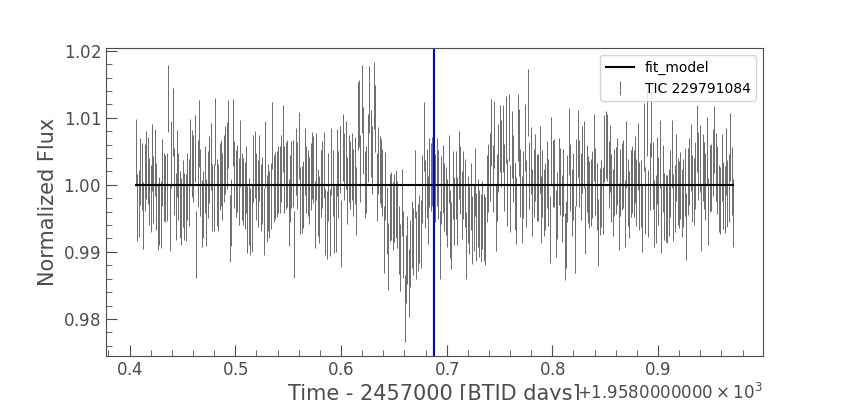 1.02
1.01
1.00
0.99
0.98
Normalized Flux
fit_model
TIC 229791084
0.4 0.5 0.6 0.7 0.8 0.9
Time - 2457000 [BTJD days]
+1.9580000000 × 10³